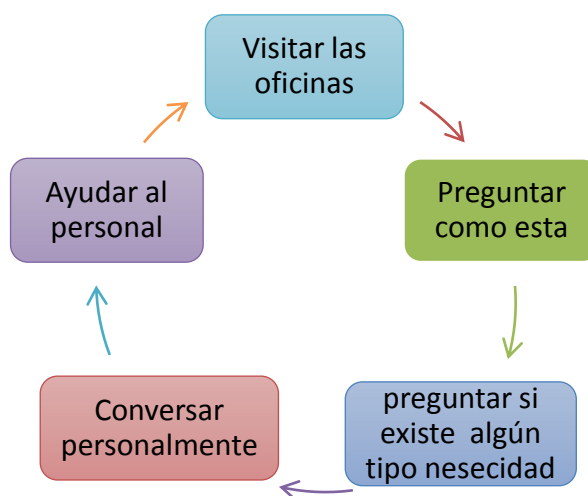 Visitar las
oficinas
Preguntar
como esta
preguntar si
existe algún
tipo nesecidad
Conversar
personalmente
Ayudar al
personal